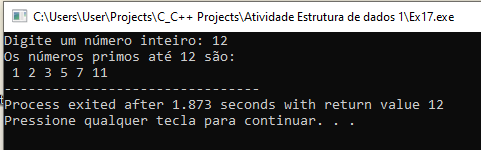 C:\Users\User\Projects\C_C++ Projects\Atividade Estrutura de dados 1\Ex17.exe
Digite um número inteiro: 12
Os números primos até 12 são:
 1 2 3 5 7 11
--------------------------------
Process exited after 1.873 seconds with return value 12
Pressione qualquer tecla para continuar. . .